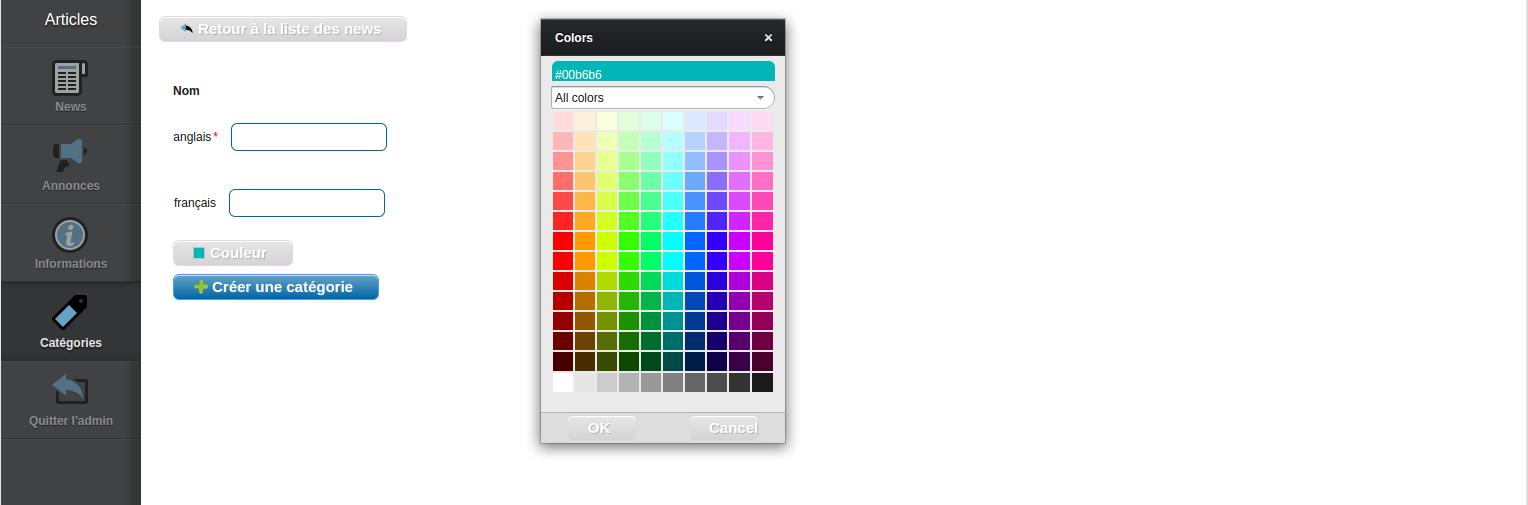 Articles
News
Annonces
Informations
Catégories
Quitter l'admin
Retour à la liste des news
Nom
anglais*
français
Couleur
Créer une catégorie
Colors
#00b6b6
All colors
OK
Cancel